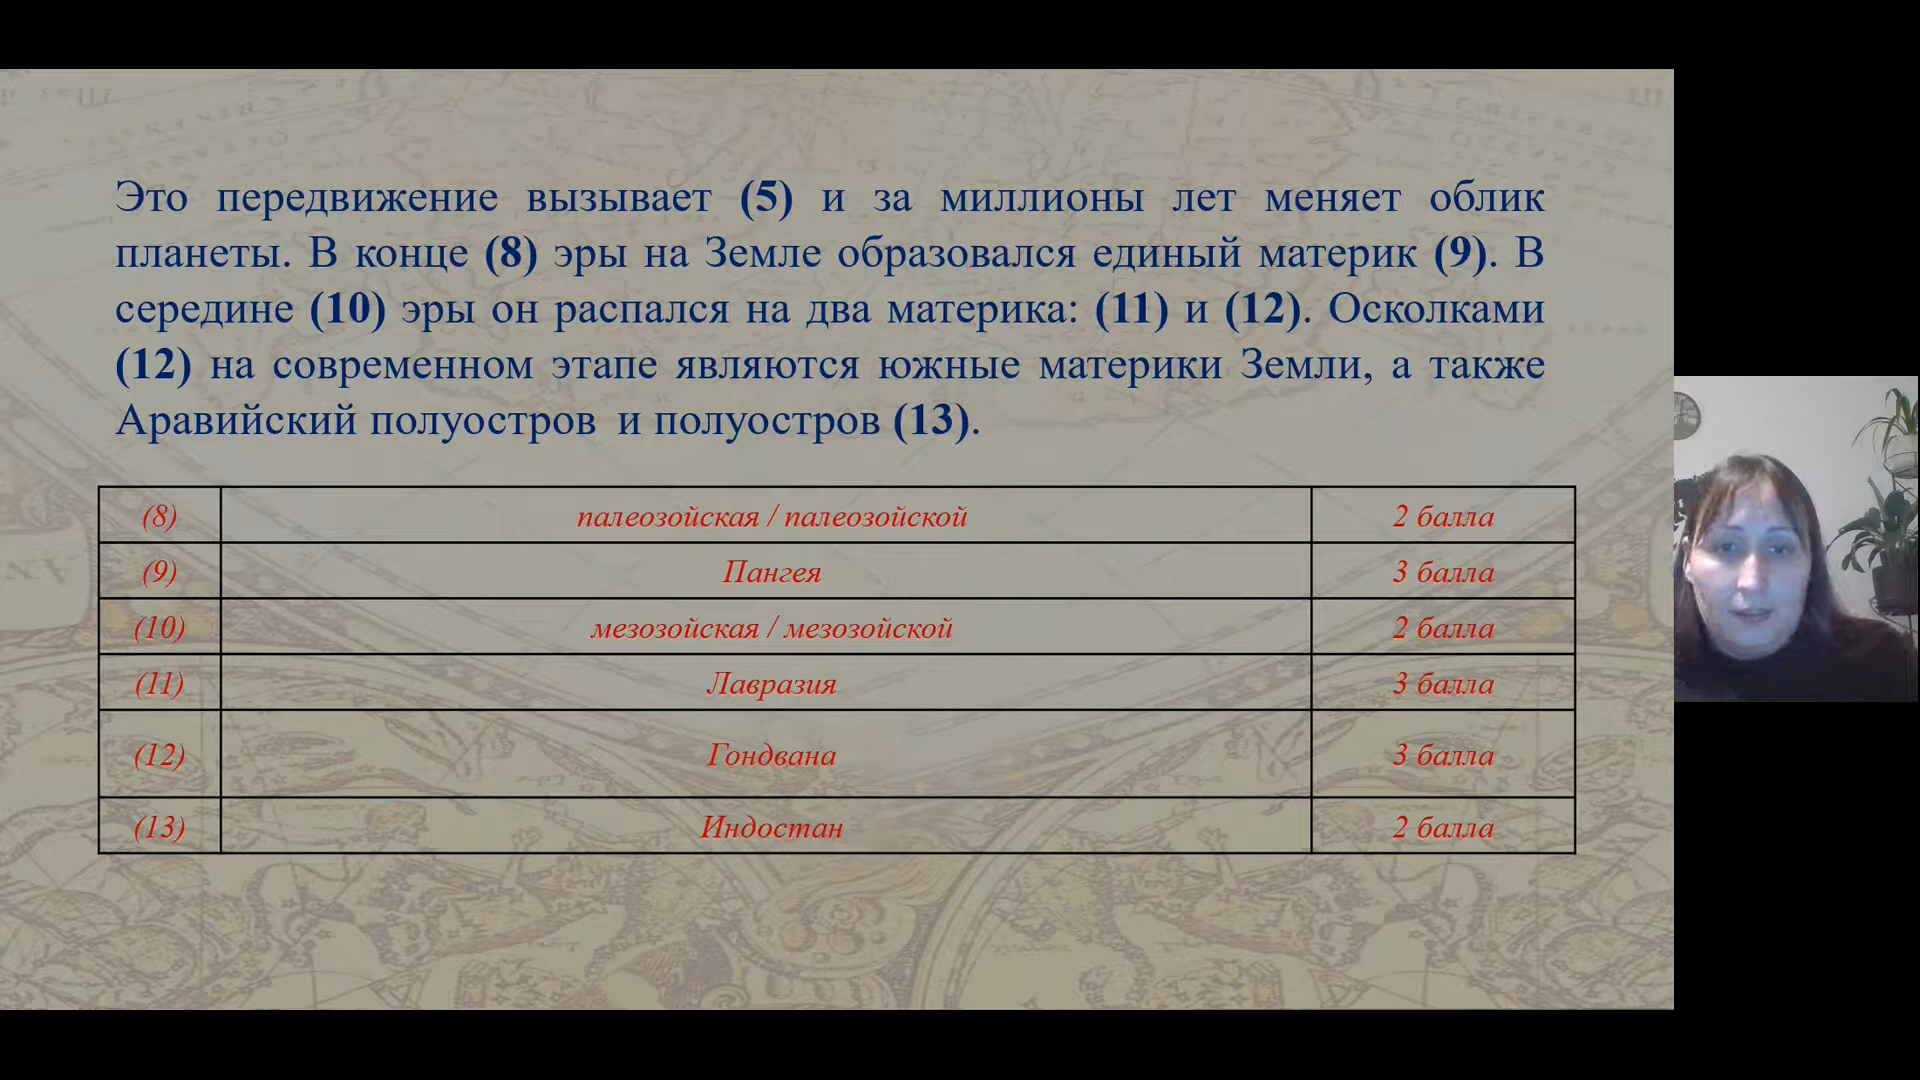 Это передвижение вызывает (5) и за миллионы лет меняет облик
планеты. В конце (8) эры на Земле образовался единый материк (9). В
середине (10) эры он распался на два материка: (11) и (12). Осколками
(12) на современном этапе являются южные материки Земли, а также
Аравийский полуостров и полуостров (13).
(8) палеозойская / палеозойской 2 балла
(9) Пангея 3 балла
(10) мезозойская / мезозойской 2 балла
(11) Лавразия 3 балла
(12) Гондвана 3 балла
(13) Индостан 2 балла